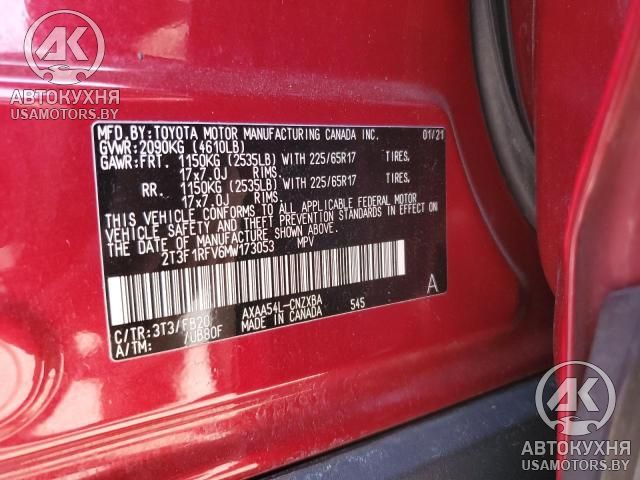 AK
АВТОКУХНЯ
USAMOTORS.BY
MFD.BY:TOYOTA MOTOR MANUFACTURING CANADA INC. 01/21
GVWR:2090KG (4610LB)
GAWR:FRT. 1150KG (2535LB) WITH 225/65R17 TIRES,
17x7.0J RIMS.
RR. 1150KG (2535LB) WITH 225/65R17 TIRES,
17x7.0J RIMS.
THIS VEHICLE CONFORMS TO ALL APPLICABLE FEDERAL MOTOR
VEHICLE SAFETY AND THEFT PREVENTION STANDARDS IN EFFECT
ON THE DATE OF MANUFACTURE SHOWN ABOVE.
2T3F1RFV6MW173053 MPV
C/TR:3T3/FB20 AXAA54L-CNZXBA 545 A
A/TM: /UB80F MADE IN CANADA
AK
АВТОКУХНЯ
USAMOTORS.BY